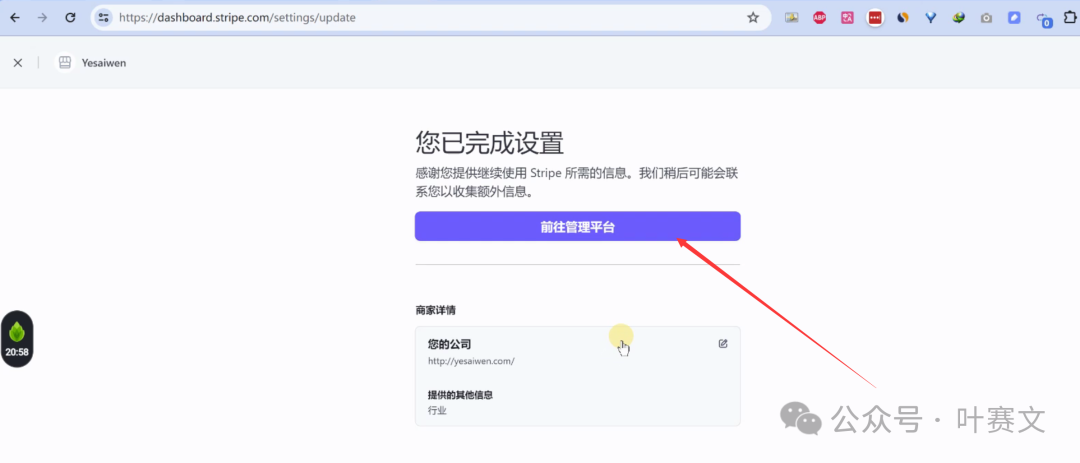 https://dashboard.stripe.com/settings/update
ABP
0
Yesaiwen
您已完成设置
感谢您提供继续使用 Stripe 所需的信息。我们稍后可能会联
系您以收集额外信息。
前往管理平台
商家详情
您的公司
http://yesaiwen.com/
提供的其他信息
行业
20:58
公众号 · 叶赛文